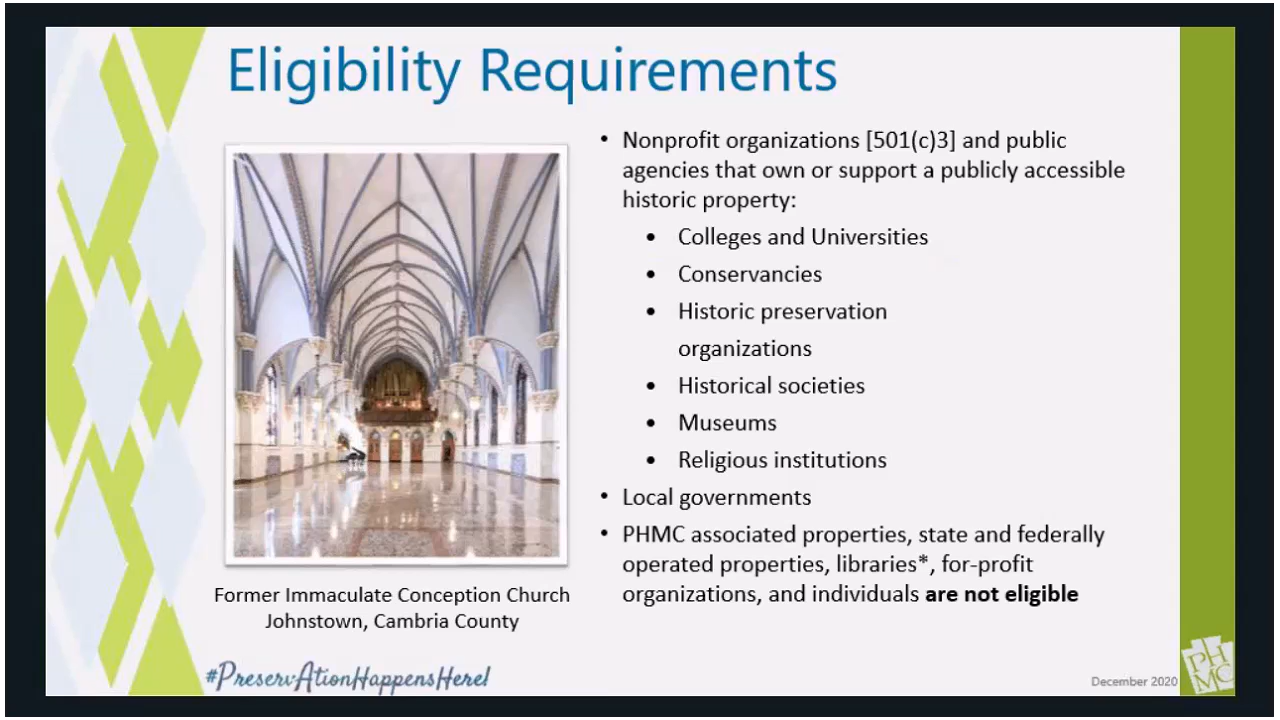 Eligibility Requirements
• Nonprofit organizations [501(c)3] and public
agencies that own or support a publicly accessible
historic property:
• Colleges and Universities
• Conservancies
• Historic preservation
organizations
• Historical societies
• Museums
• Religious institutions
• Local governments
• PHMC associated properties, state and federally
operated properties, libraries*, for-profit
organizations, and individuals are not eligible
Former Immaculate Conception Church
Johnstown, Cambria County
#PreservAtionHappensHere!
December 2020
PH
MC